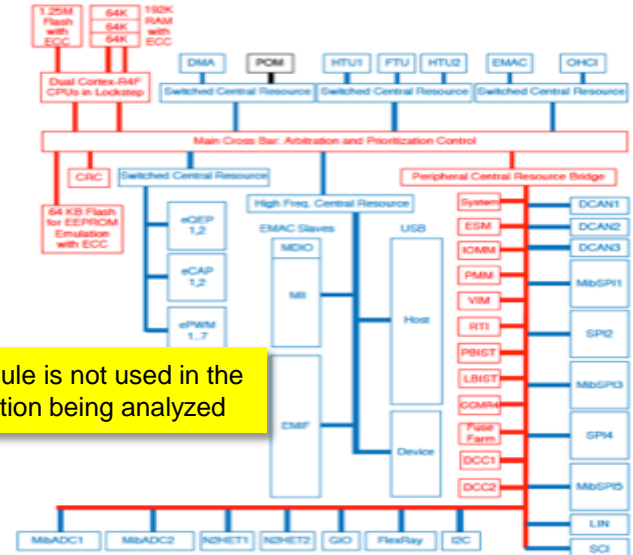 1.25M
Flash
with
ECC
64K
64K
64K
192K
RAM
with
ECC
Dual Cortex-R4F
CPUs in Lockstep
DMA
POM
HTU1
FTU
HTU2
EMAC
OHCI
Switched Central Resource
Switched Central Resource
Switched Central Resource
Main Cross Bar: Arbitration and Prioritization Control
CRC
Switched Central Resource
Peripheral Central Resource Bridge
64 KB Flash
for EEPROM
Emulation
with ECC
High Freq. Central Resource
eQEP
1,2
eCAP
1,2
ePWM
1..7
EMAC Slaves
MDIO
MII
EMIF
USB
Host
Device
System
ESM
IOMM
PMM
VIM
RTI
PBIST
LBIST
CCMR4
Fuse
Farm
DCC1
DCC2
DCAN1
DCAN2
DCAN3
MibSPI1
SPI2
MibSPI3
SPI4
MibSPI5
LIN
SCI
ule is not used in the
tion being analyzed
MibADC1
MibADC2
N2HET1
N2HET2
GIO
FlexRay
I2C